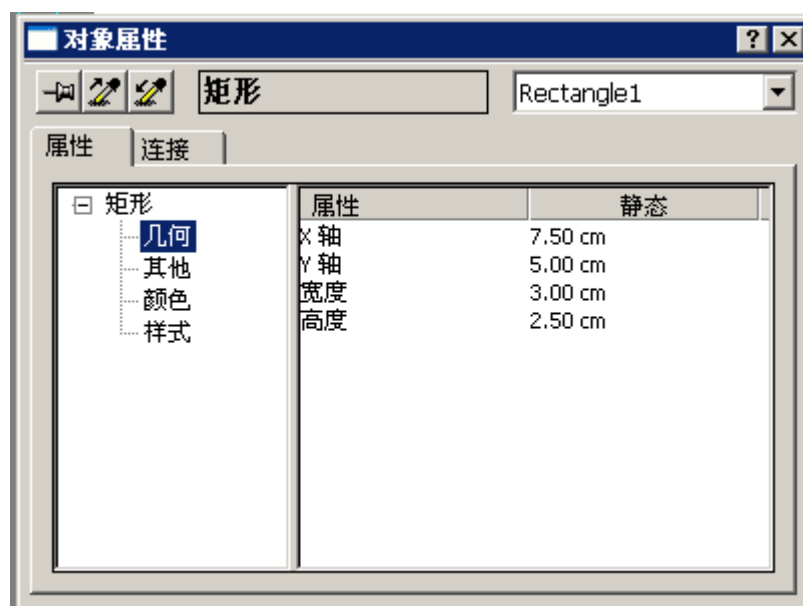 对象属性
矩形 Rectangle1
属性 连接
矩形
几何
其他
颜色
样式
属性 静态
X 轴 7.50 cm
Y 轴 5.00 cm
宽度 3.00 cm
高度 2.50 cm